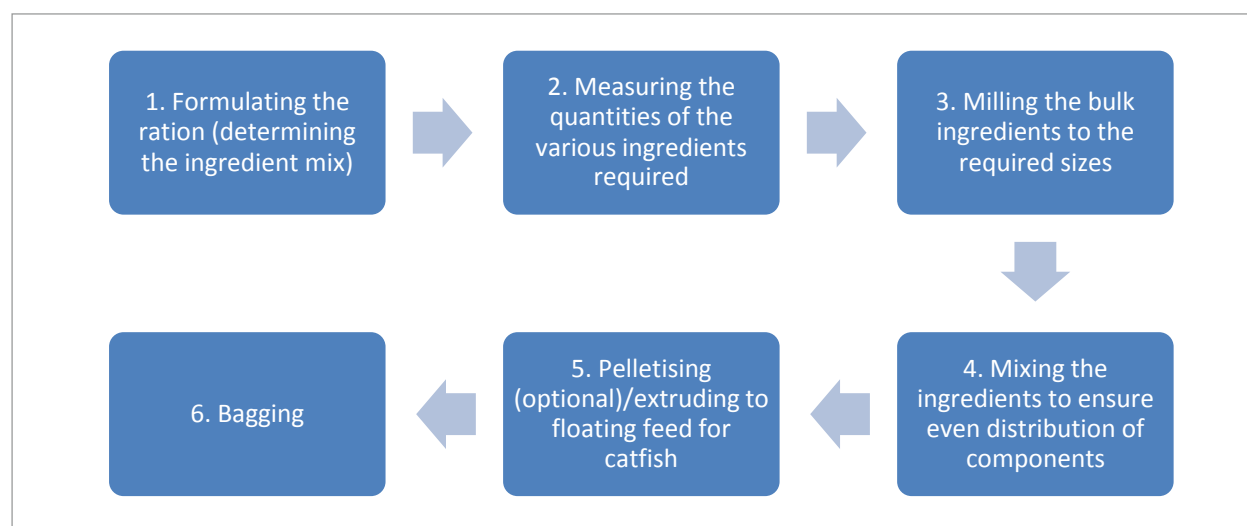 1. Formulating the
ration (determining
the ingredient mix)
2. Measuring the
quantities of the
various ingredients
required
3. Milling the bulk
ingredients to the
required sizes
4. Mixing the
ingredients to ensure
even distribution of
components
5. Pelletising
(optional)/extruding to
floating feed for
catfish
6. Bagging